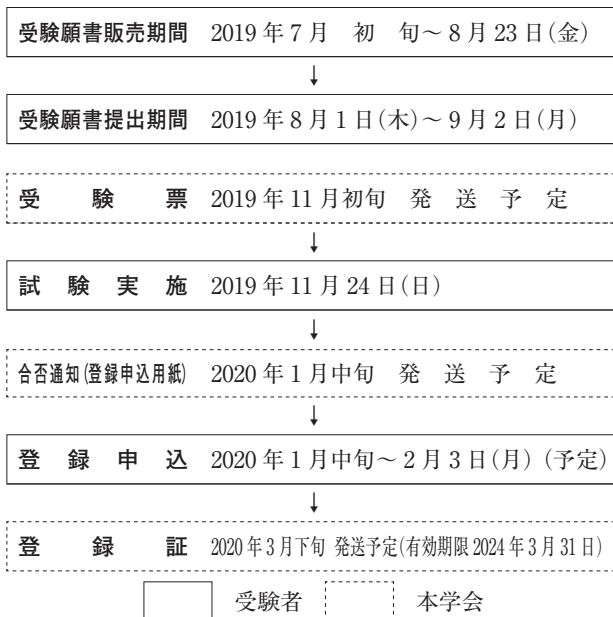 受験願書販売期間 2019年7月 初 旬～8月23日(金)
↓
受験願書提出期間 2019年8月1日(木)～9月2日(月)
受 験 票 2019年11月初旬 発 送 予 定
↓
試 験 実 施 2019年11月24日(日)
↓
合否通知(登録申込用紙) 2020年1月中旬 発 送 予 定
↓
登 録 申 込 2020年1月中旬～2月3日(月)(予定)
↓
登 録 証 2020年3月下旬 発送予定(有効期限2024年3月31日)
受験者 本学会